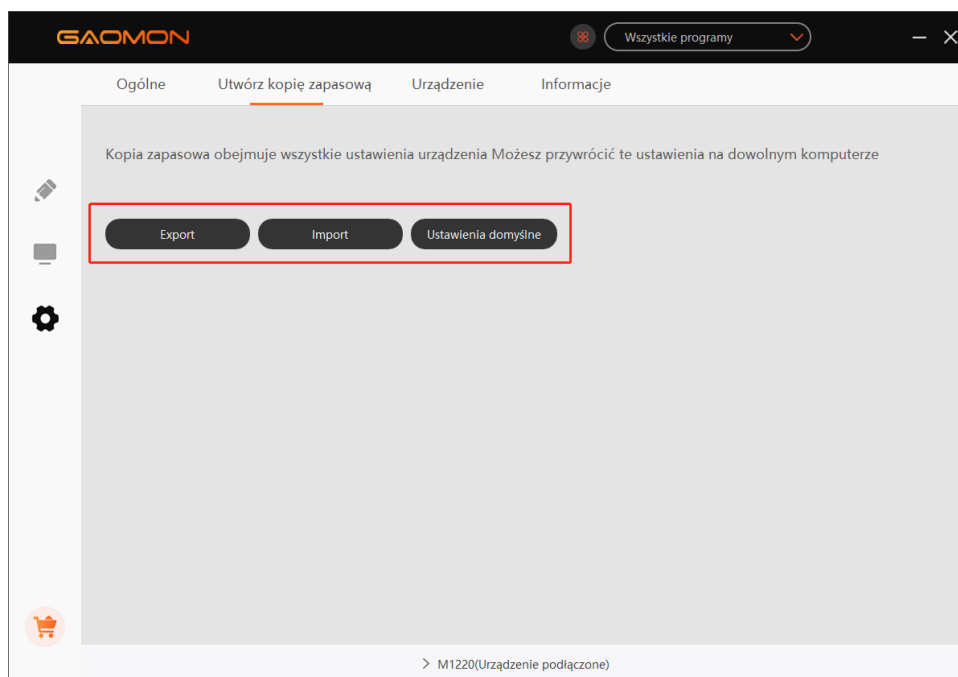 GAOMON
Wszystkie programy
Ogólne Utwórz kopię zapasową Urządzenie Informacje
Kopia zapasowa obejmuje wszystkie ustawienia urządzenia Możesz przywrócić te ustawienia na dowolnym komputerze
Export Import Ustawienia domyślne
M1220(Urządzenie podłączone)